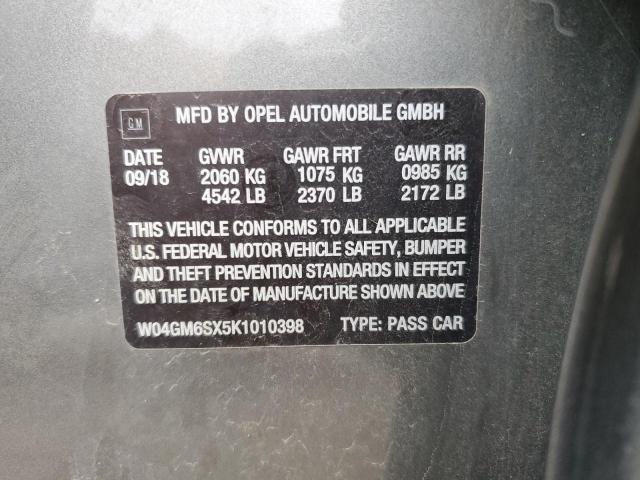 GM
MFD BY OPEL AUTOMOBILE GMBH
DATE GVWR GAWR FRT GAWR RR
09/18 2060 KG 1075 KG 0985 KG
4542 LB 2370 LB 2172 LB
THIS VEHICLE CONFORMS TO ALL APPLICABLE
U.S. FEDERAL MOTOR VEHICLE SAFETY, BUMPER
AND THEFT PREVENTION STANDARDS IN EFFECT
ON THE DATE OF MANUFACTURE SHOWN ABOVE
W04GM6SX5K1010398 TYPE: PASS CAR